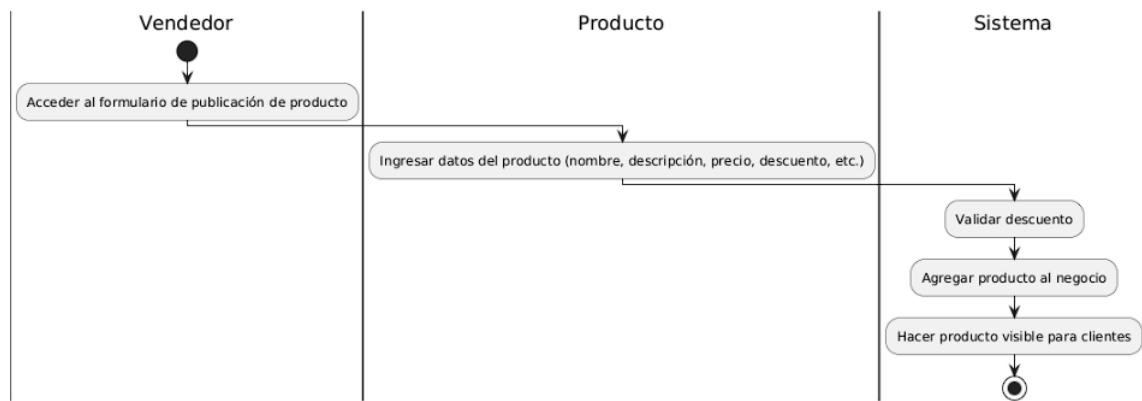 Vendedor
Producto
Sistema
Acceder al formulario de publicación de producto
Ingresar datos del producto (nombre, descripción, precio, descuento, etc.)
Validar descuento
Agregar producto al negocio
Hacer producto visible para clientes